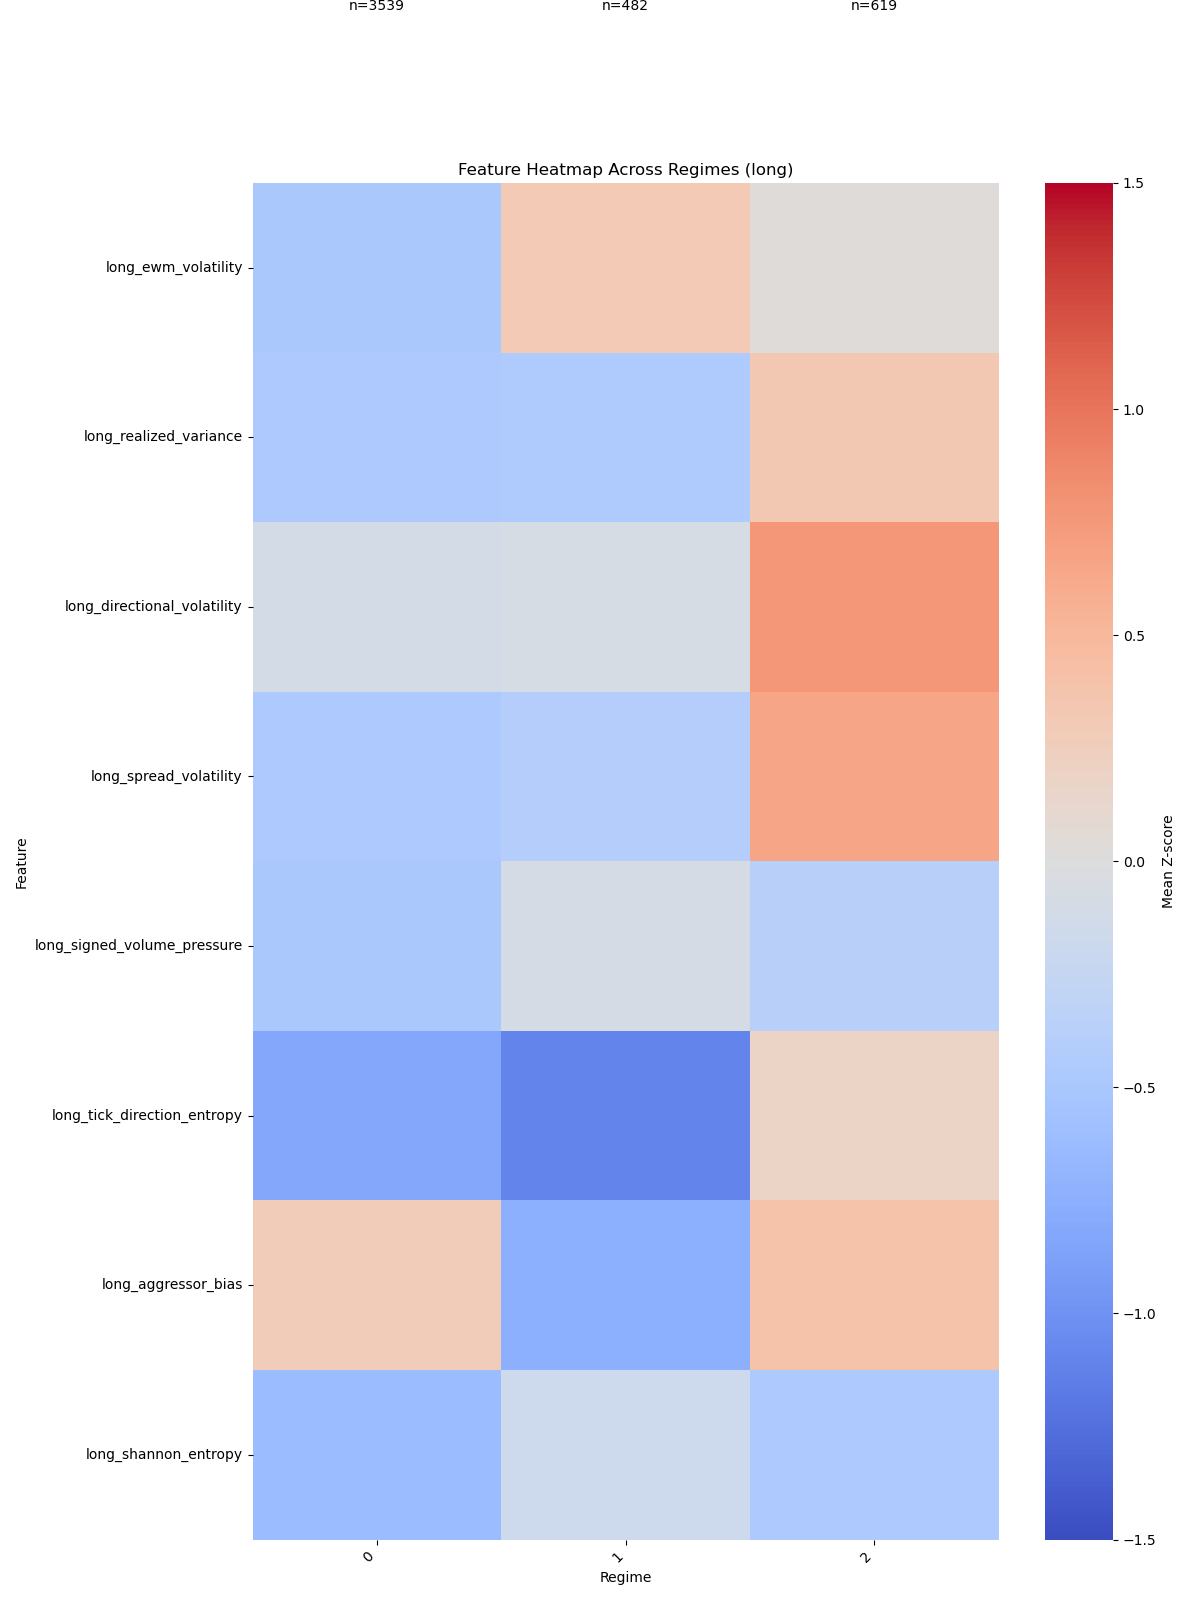 n=3539 n=482 n=619
Feature Heatmap Across Regimes (long)
long_ewm_volatility
long_realized_variance
long_directional_volatility
long_spread_volatility
long_signed_volume_pressure
long_tick_direction_entropy
long_aggressor_bias
long_shannon_entropy
Feature
0 1 2
Regime
1.5
1.0
0.5
0.0
−0.5
−1.0
−1.5
Mean Z-score